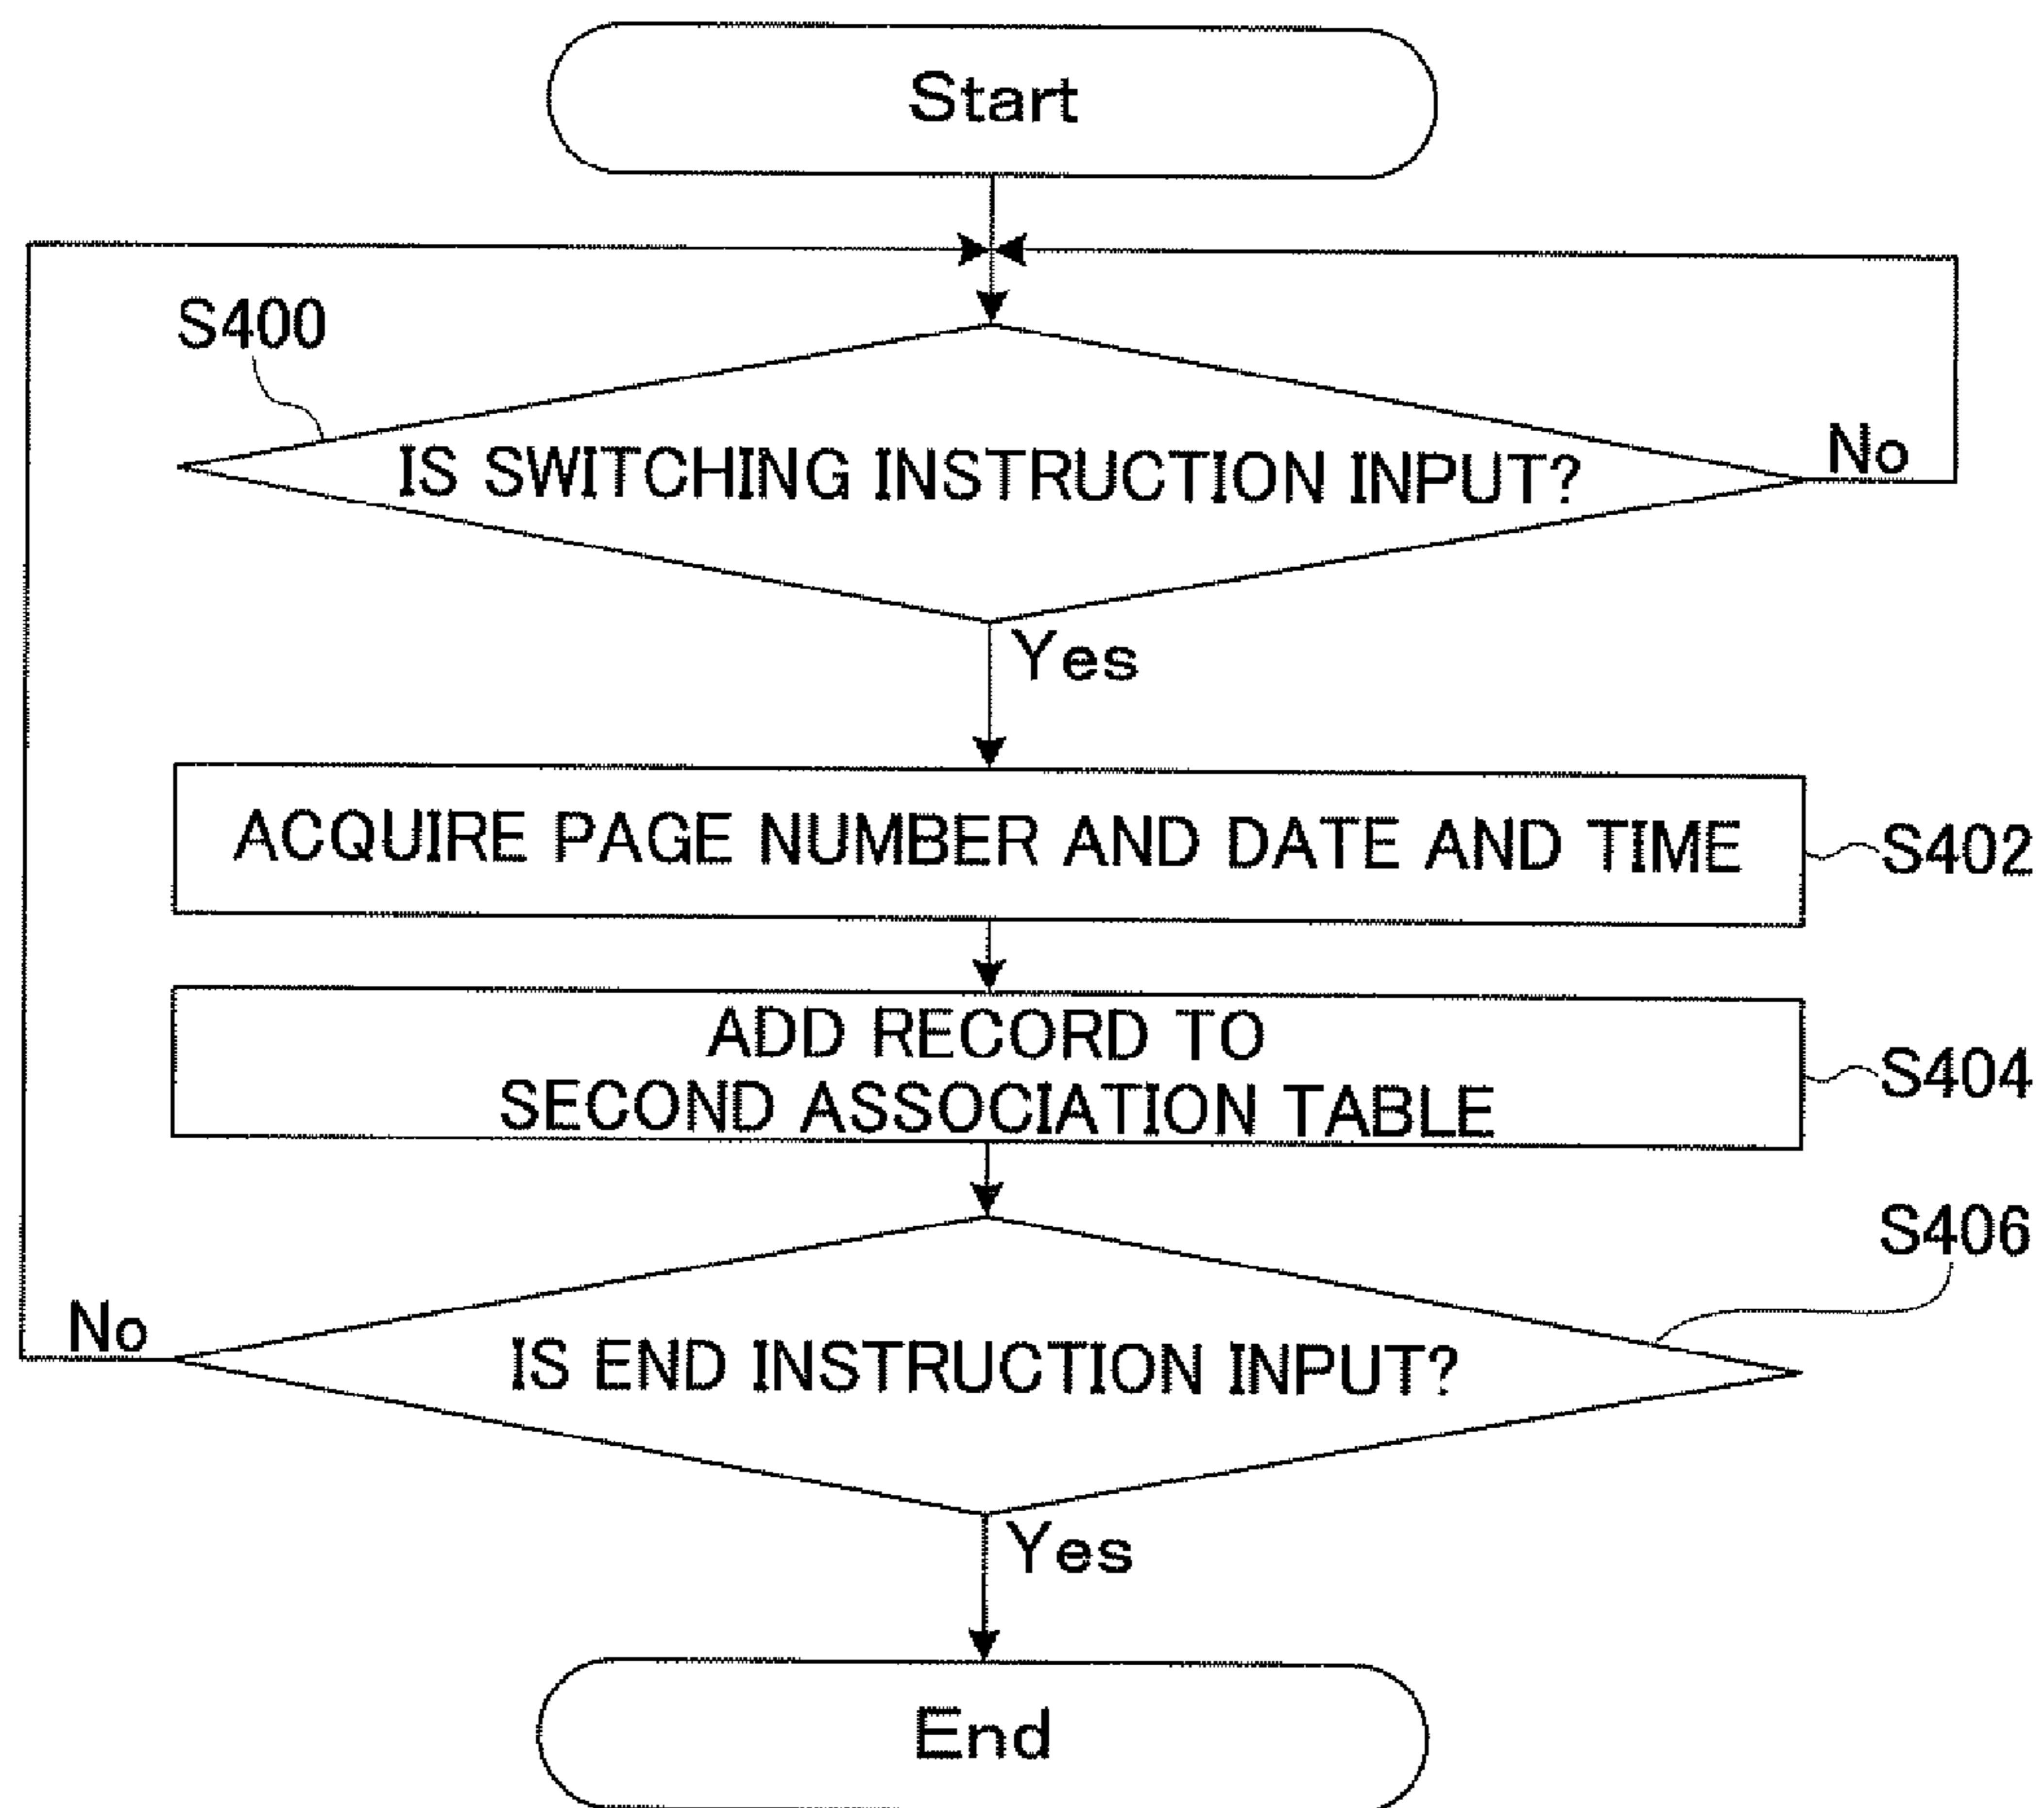 Start
S400
IS SWITCHING INSTRUCTION INPUT?
No
Yes
ACQUIRE PAGE NUMBER AND DATE AND TIME
S402
ADD RECORD TO
SECOND ASSOCIATION TABLE
S404
S406
No
IS END INSTRUCTION INPUT?
Yes
End